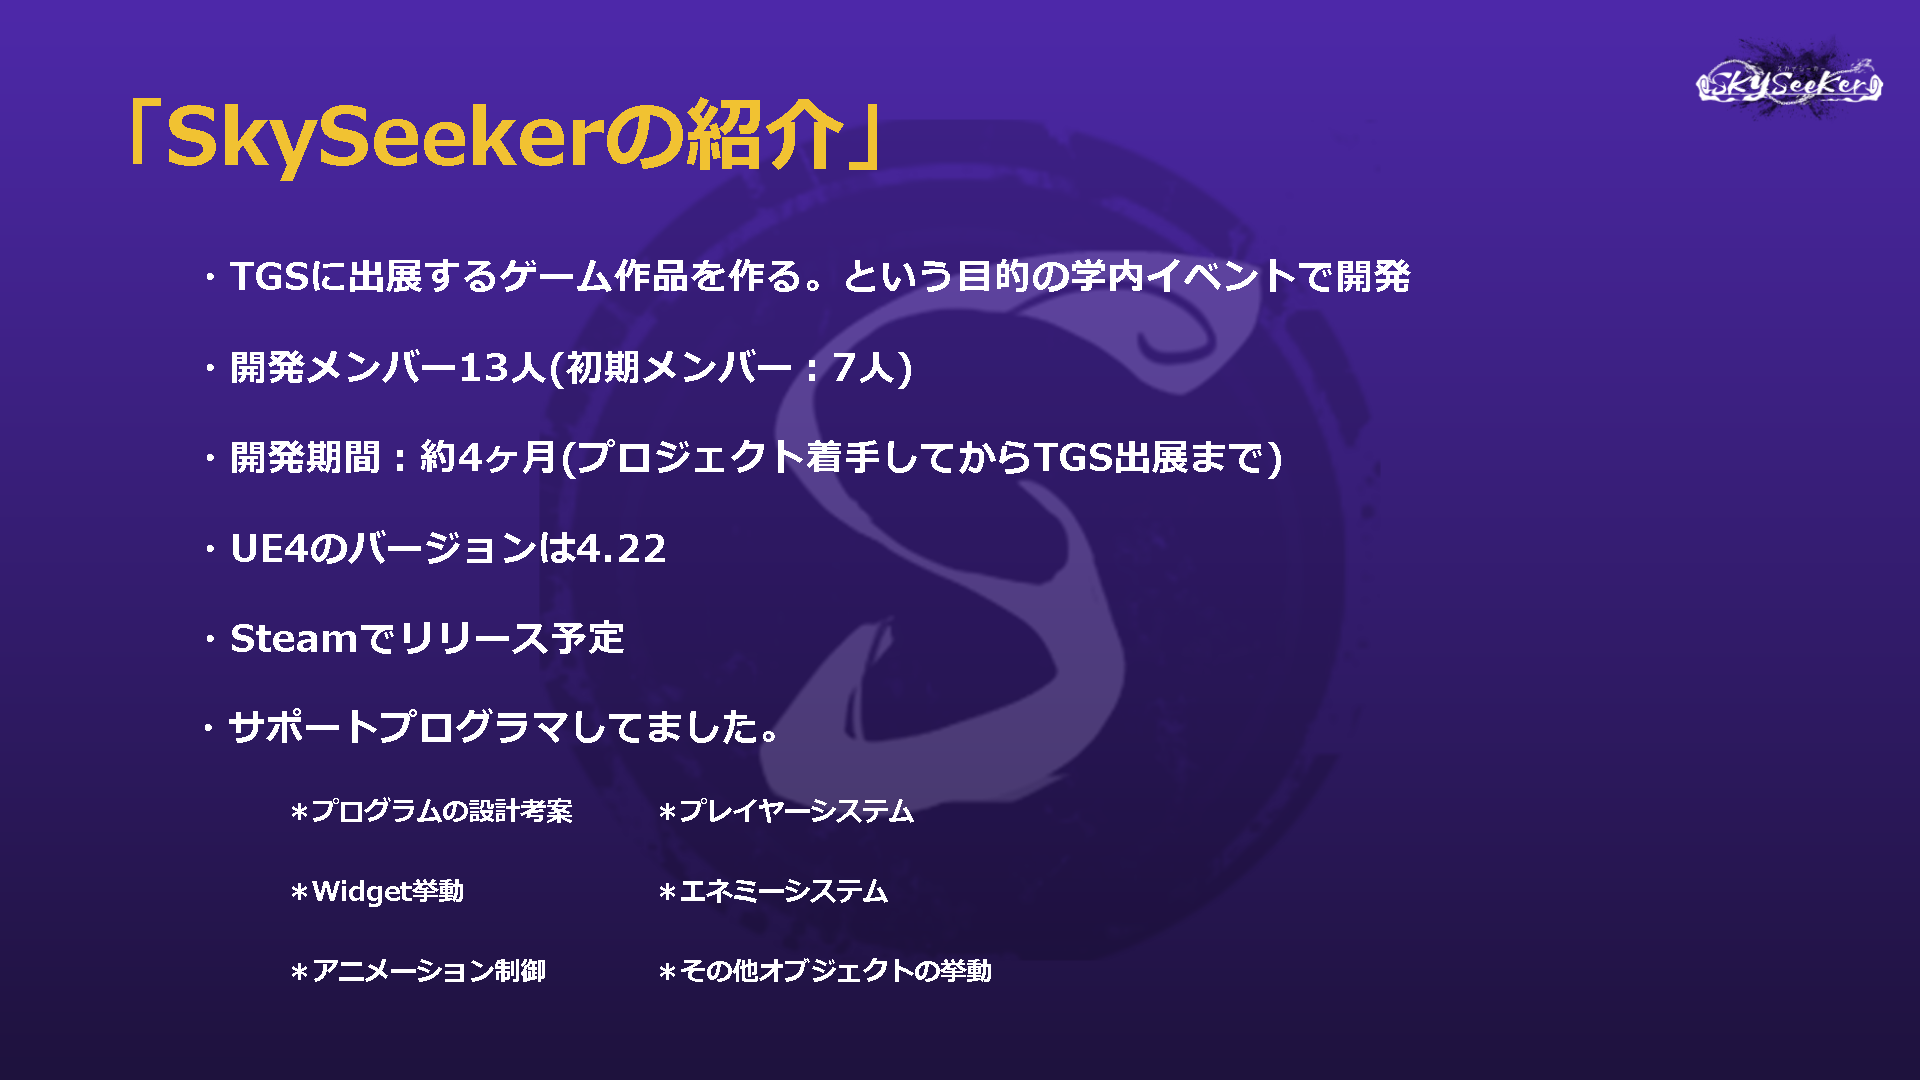 「SkySeekerの紹介」
スカイシーカー
SkySeeker
・TGSに出展するゲーム作品を作る。という目的の学内イベントで開発
・開発メンバー13人(初期メンバー：7人)
・開発期間：約4ヶ月(プロジェクト着手してからTGS出展まで)
・UE4のバージョンは4.22
・Steamでリリース予定
・サポートプログラマしてました。
＊プログラムの設計考案 ＊プレイヤーシステム
＊Widget挙動 ＊エネミーシステム
＊アニメーション制御 ＊その他オブジェクトの挙動